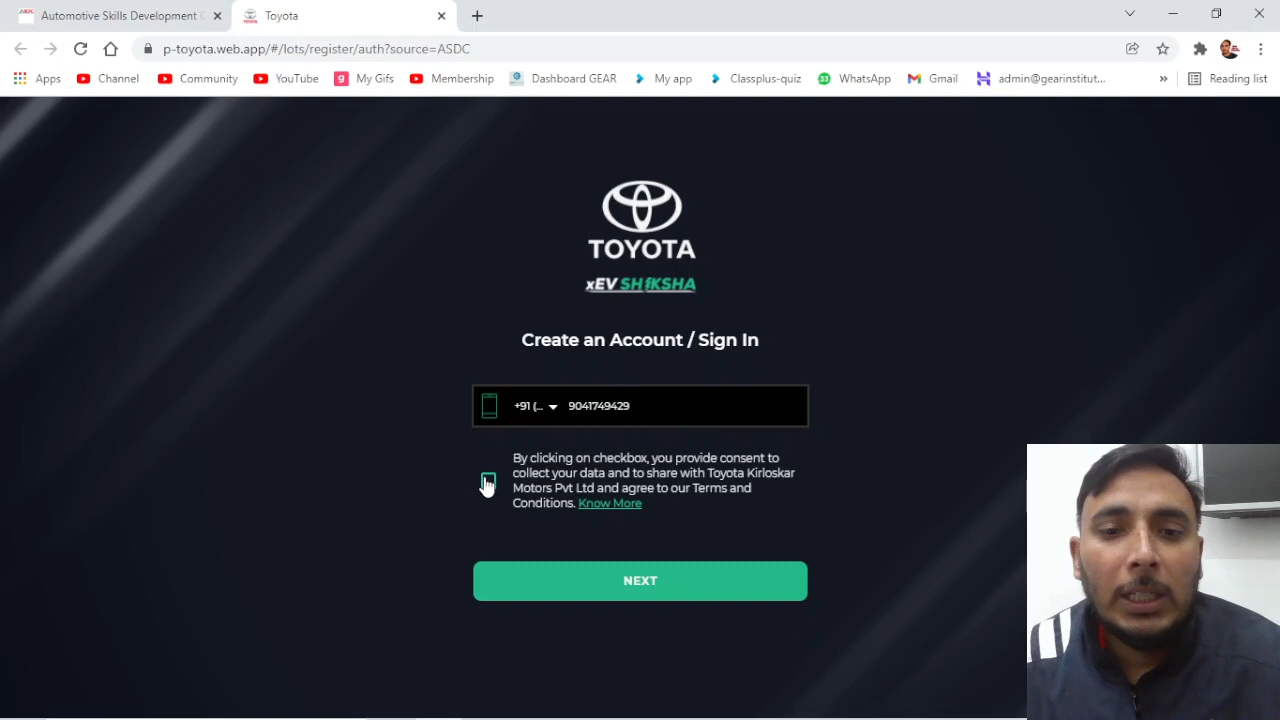 Automotive Skills Development
Toyota
p-toyota.web.app/#/lots/register/auth?source=ASDC
Apps
Channel
Community
YouTube
My Gifs
Membership
Dashboard GEAR
My app
Classplus-quiz
33 WhatsApp
Gmail
admin@gearinstitut...
»
Reading list
TOYOTA
xEV SHIKSHA
Create an Account / Sign In
+91 (... 9041749429
By clicking on checkbox, you provide consent to
collect your data and to share with Toyota Kirloskar
Motors Pvt Ltd and agree to our Terms and
Conditions. Know More
NEXT